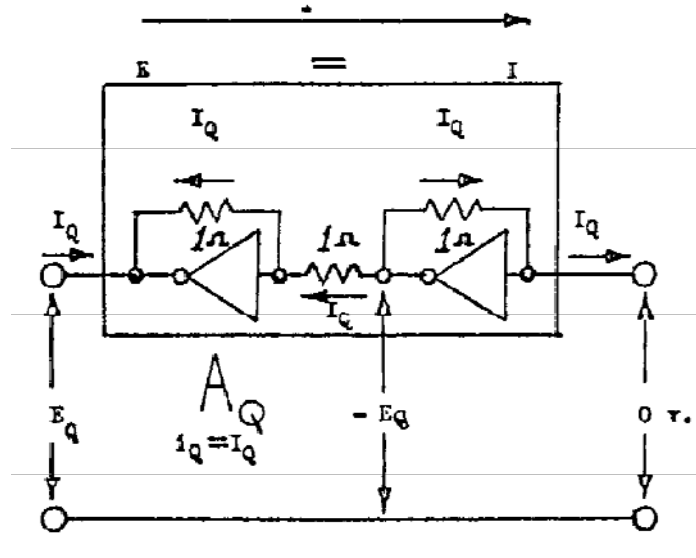 E = I
I_Q I_Q
I_Q 1Ω 1Ω 1Ω I_Q
I_Q
E_Q A_Q - E_Q 0 v.
i_Q = I_Q